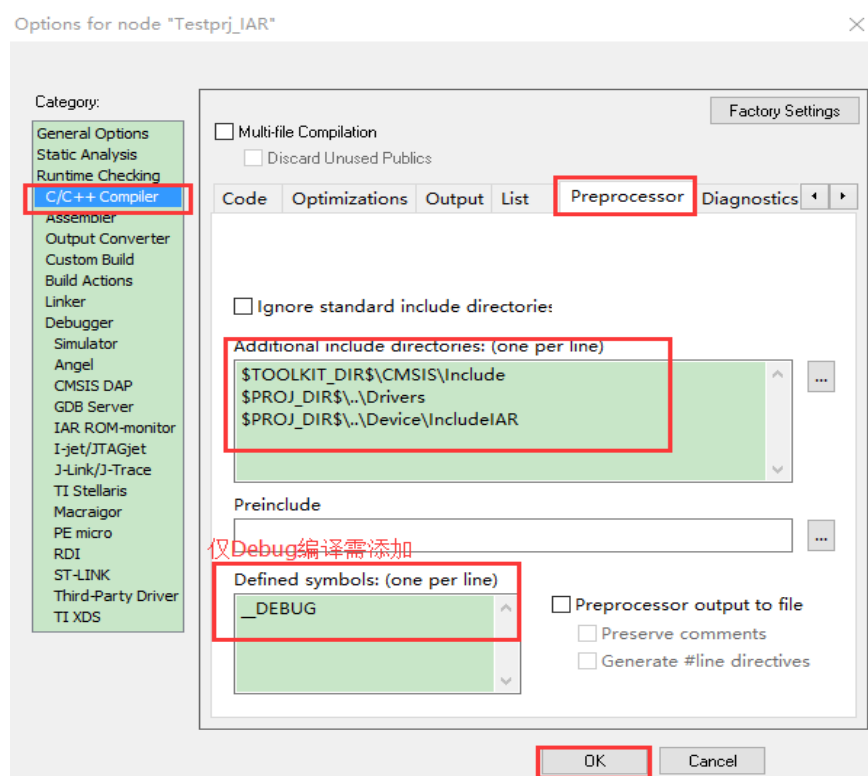 Options for node "Testprj_IAR"
Category:
General Options
Static Analysis
Runtime Checking
C/C++ Compiler
Assembler
Output Converter
Custom Build
Build Actions
Linker
Debugger
Simulator
Angel
CMSIS DAP
GDB Server
IAR ROM-monitor
I-jet/JTAGjet
J-Link/J-Trace
TI Stellaris
Macraigor
PE micro
RDI
ST-LINK
Third-Party Driver
TI XDS
Factory Settings
Multi-file Compilation
Discard Unused Publics
Code Optimizations Output List Preprocessor Diagnostics
Ignore standard include directories
Additional include directories: (one per line)
$TOOLKIT_DIR$\CMSIS\Include
$PROJ_DIR$\..\Drivers
$PROJ_DIR$\..\Device\IncludeIAR
...
Preinclude
...
仅Debug编译需添加
Defined symbols: (one per line)
__DEBUG
Preprocessor output to file
Preserve comments
Generate #line directives
OK Cancel